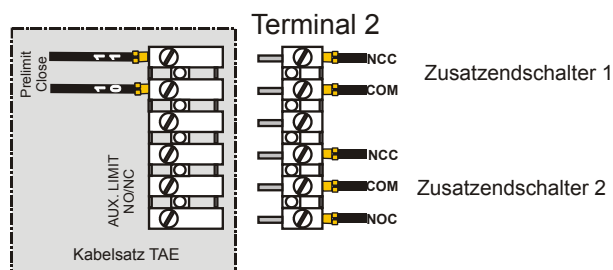 Terminal 2
Prelimit
Close
11
10
AUX. LIMIT
NO/NC
Kabelsatz TAE
NCC
COM
Zusatzendschalter 1
NCC
COM
Zusatzendschalter 2
NOC